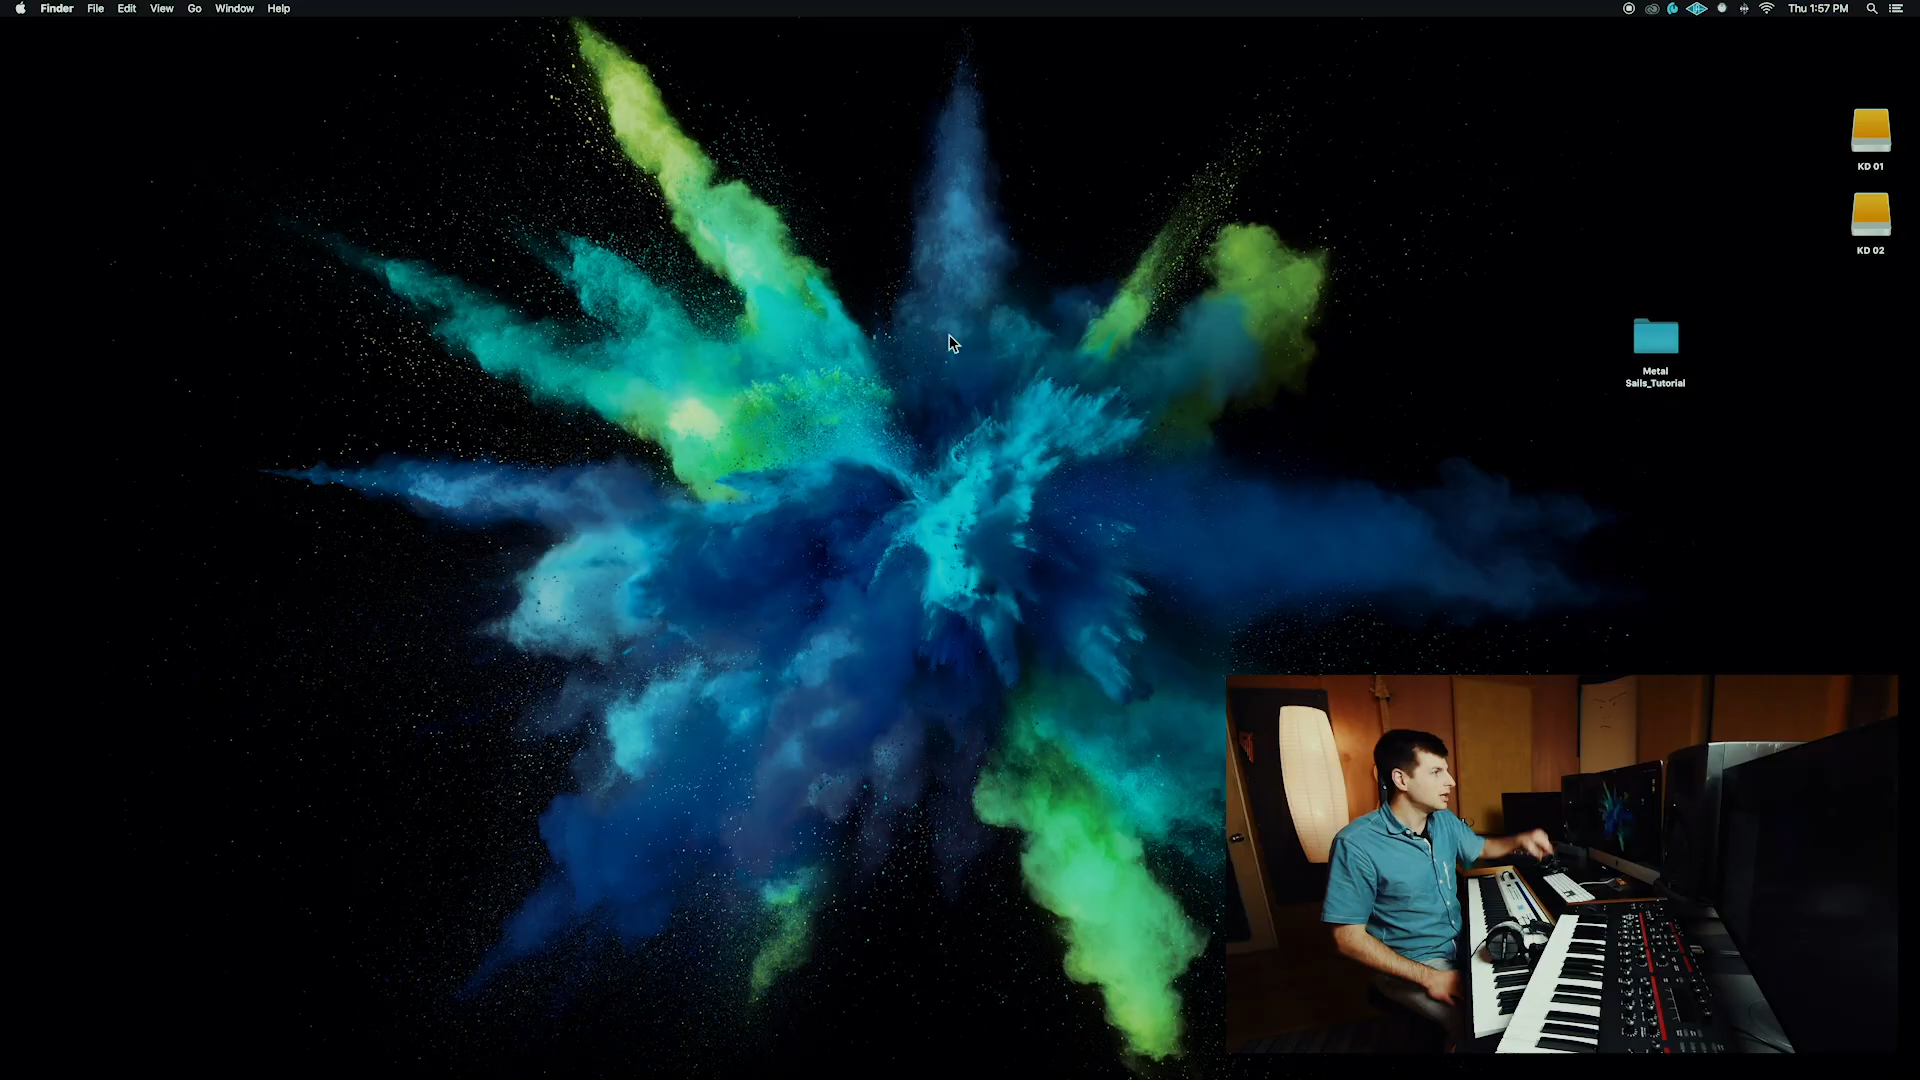 Finder File Edit View Go Window Help
Thu 1:57 PM
KD 01
KD 02
Metal
Sails_Tutorial